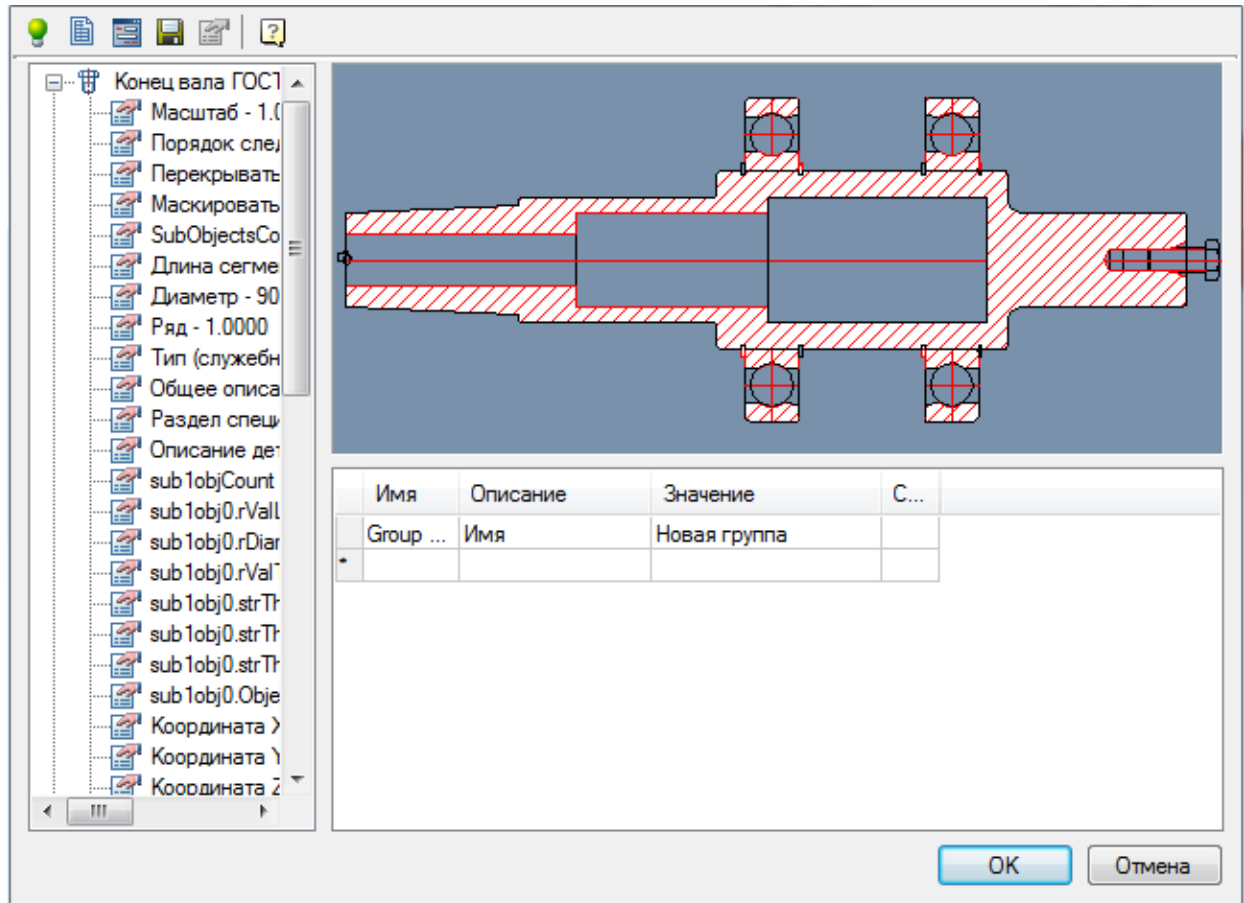 Конец вала ГОСТ
Масштаб - 1.0
Порядок след
Перекрывать
Маскировать
SubObjectsCo
Длина сегме
Диаметр - 90
Ряд - 1.0000
Тип (служебн
Общее описа
Раздел специ
Описание дет
sub1objCount
sub1obj0.rValL
sub1obj0.rDiar
sub1obj0.rValT
sub1obj0.strTh
sub1obj0.strTh
sub1obj0.strTh
sub1obj0.Obje
Координата X
Координата Y
Координата Z
Имя Описание Значение С...
Group ... Имя Новая группа
OK Отмена